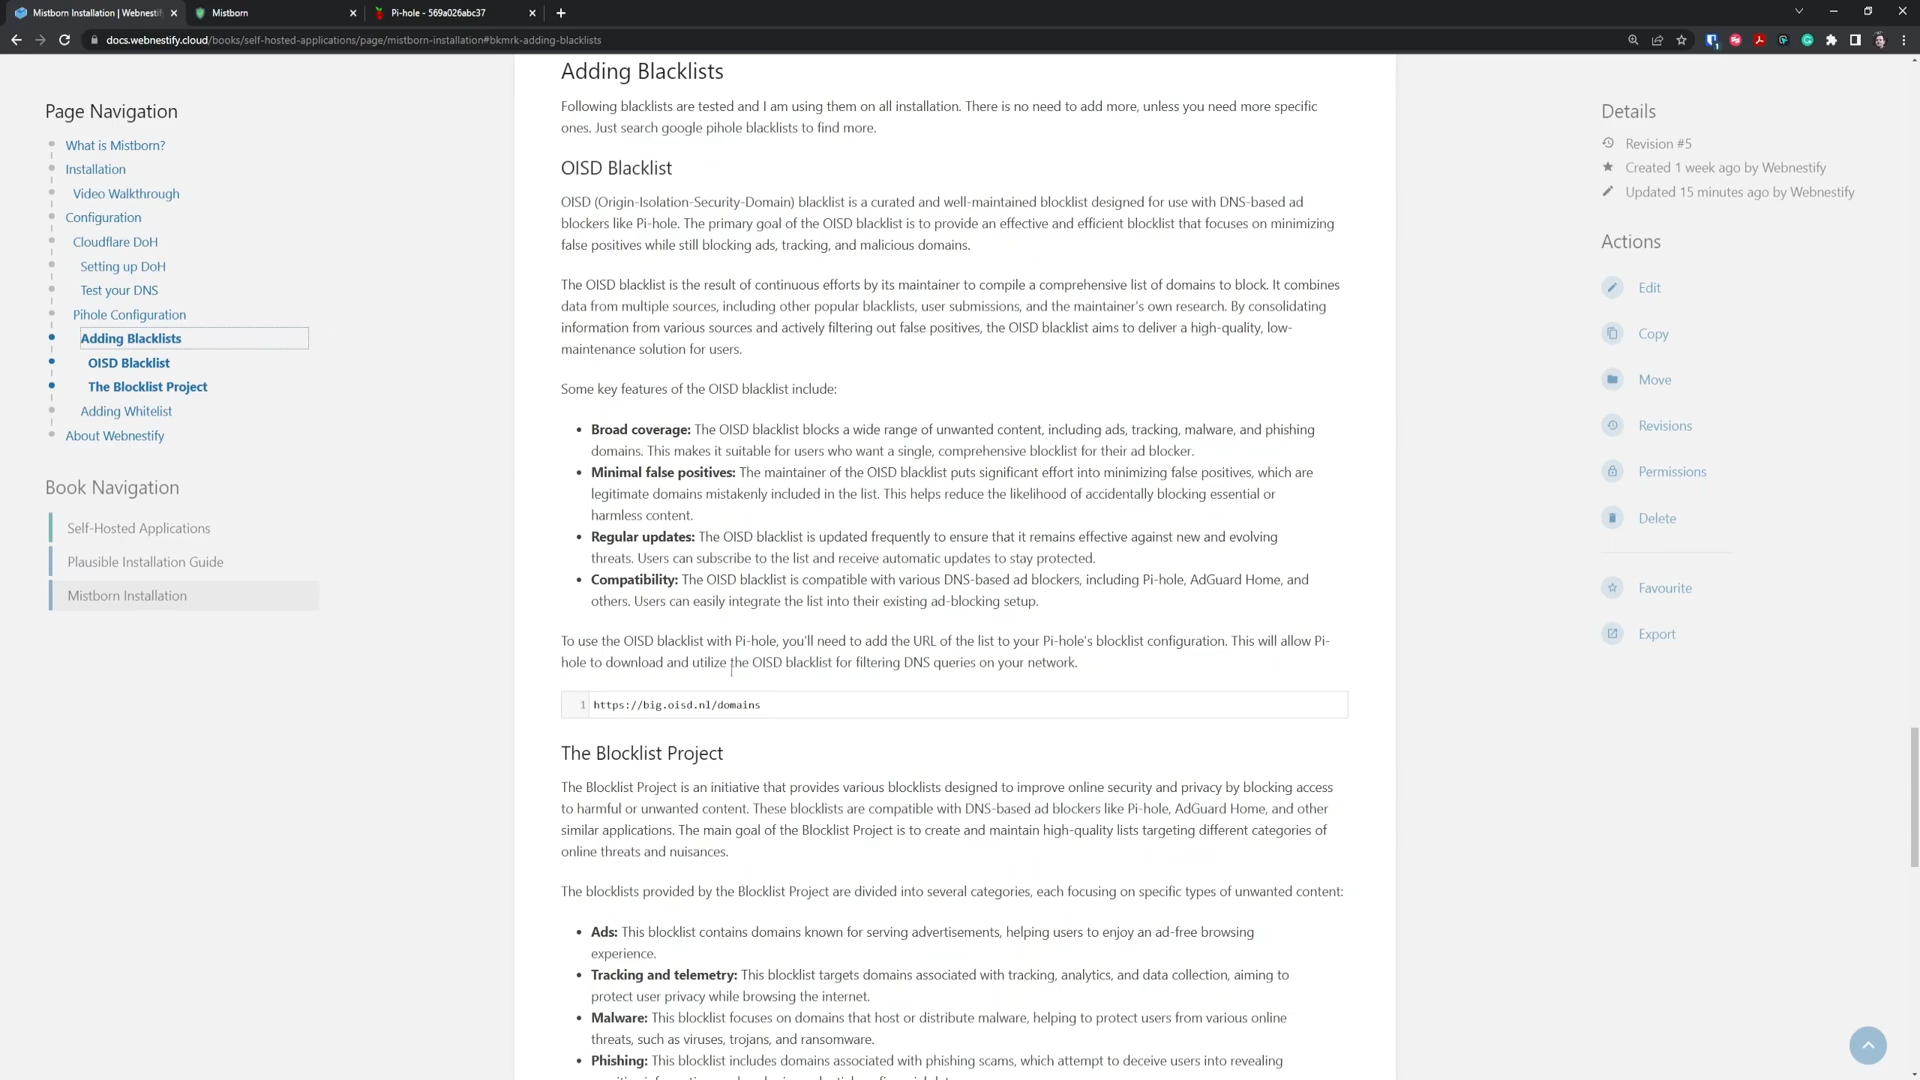 Mistborn Installation | Webnestif
Mistborn
Pi-hole - 569a026abc37
docs.webnestify.cloud/books/self-hosted-applications/page/mistborn-installation#bkmrk-adding-blacklists
Page Navigation
What is Mistborn?
Installation
Video Walkthrough
Configuration
Cloudflare DoH
Setting up DoH
Test your DNS
Pihole Configuration
Adding Blacklists
OISD Blacklist
The Blocklist Project
Adding Whitelist
About Webnestify
Book Navigation
Self-Hosted Applications
Plausible Installation Guide
Mistborn Installation
Adding Blacklists
Following blacklists are tested and I am using them on all installation. There is no need to add more, unless you need more specific
ones. Just search google pihole blacklists to find more.
OISD Blacklist
OISD (Origin-Isolation-Security-Domain) blacklist is a curated and well-maintained blocklist designed for use with DNS-based ad
blockers like Pi-hole. The primary goal of the OISD blacklist is to provide an effective and efficient blocklist that focuses on minimizing
false positives while still blocking ads, tracking, and malicious domains.
The OISD blacklist is the result of continuous efforts by its maintainer to compile a comprehensive list of domains to block. It combines
data from multiple sources, including other popular blacklists, user submissions, and the maintainer's own research. By consolidating
information from various sources and actively filtering out false positives, the OISD blacklist aims to deliver a high-quality, low-
maintenance solution for users.
Some key features of the OISD blacklist include:
• Broad coverage: The OISD blacklist blocks a wide range of unwanted content, including ads, tracking, malware, and phishing
domains. This makes it suitable for users who want a single, comprehensive blocklist for their ad blocker.
• Minimal false positives: The maintainer of the OISD blacklist puts significant effort into minimizing false positives, which are
legitimate domains mistakenly included in the list. This helps reduce the likelihood of accidentally blocking essential or
harmless content.
• Regular updates: The OISD blacklist is updated frequently to ensure that it remains effective against new and evolving
threats. Users can subscribe to the list and receive automatic updates to stay protected.
• Compatibility: The OISD blacklist is compatible with various DNS-based ad blockers, including Pi-hole, AdGuard Home, and
others. Users can easily integrate the list into their existing ad-blocking setup.
To use the OISD blacklist with Pi-hole, you'll need to add the URL of the list to your Pi-hole's blocklist configuration. This will allow Pi-
hole to download and utilize the OISD blacklist for filtering DNS queries on your network.
1 https://big.oisd.nl/domains
The Blocklist Project
The Blocklist Project is an initiative that provides various blocklists designed to improve online security and privacy by blocking access
to harmful or unwanted content. These blocklists are compatible with DNS-based ad blockers like Pi-hole, AdGuard Home, and other
similar applications. The main goal of the Blocklist Project is to create and maintain high-quality lists targeting different categories of
online threats and nuisances.
The blocklists provided by the Blocklist Project are divided into several categories, each focusing on specific types of unwanted content:
• Ads: This blocklist contains domains known for serving advertisements, helping users to enjoy an ad-free browsing
experience.
• Tracking and telemetry: This blocklist targets domains associated with tracking, analytics, and data collection, aiming to
protect user privacy while browsing the internet.
• Malware: This blocklist focuses on domains that host or distribute malware, helping to protect users from various online
threats, such as viruses, trojans, and ransomware.
• Phishing: This blocklist includes domains associated with phishing scams, which attempt to deceive users into revealing
Details
Revision #5
Created 1 week ago by Webnestify
Updated 15 minutes ago by Webnestify
Actions
Edit
Copy
Move
Revisions
Permissions
Delete
Favourite
Export